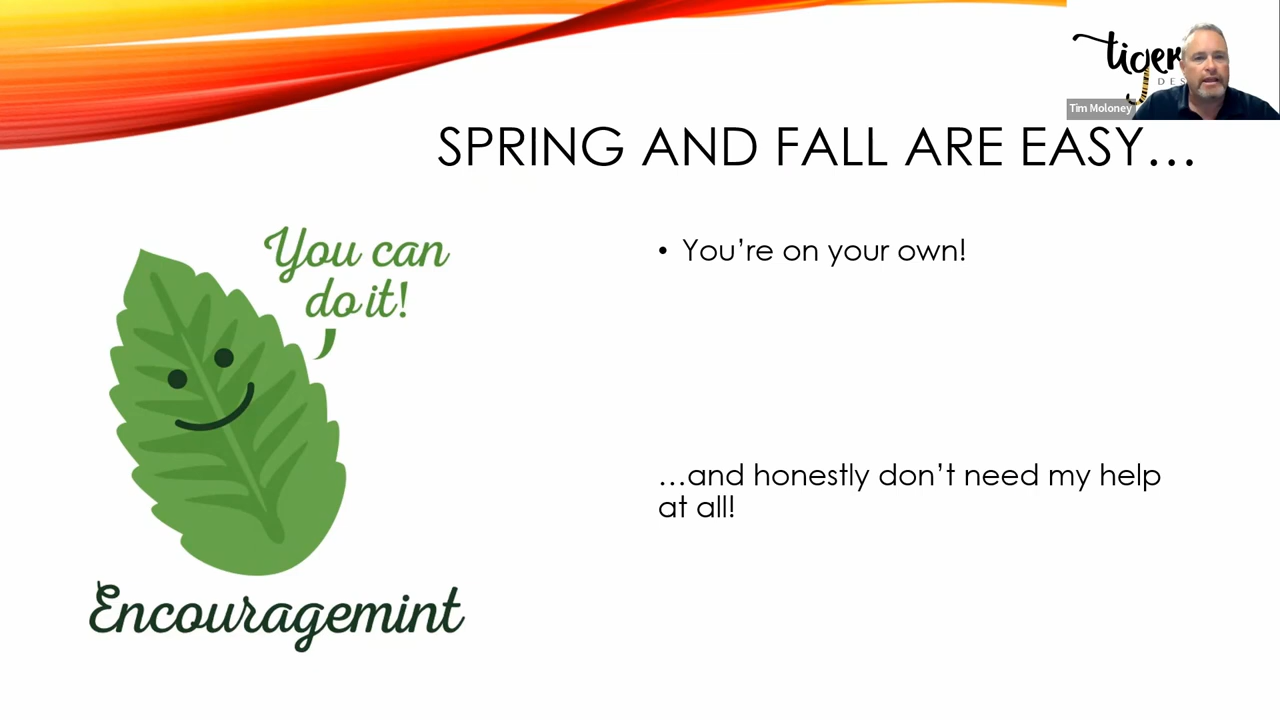 tiger
DES
Tim Moloney
SPRING AND FALL ARE EASY…
You can
do it!
• You’re on your own!
…and honestly don’t need my help
at all!
Encouragemint